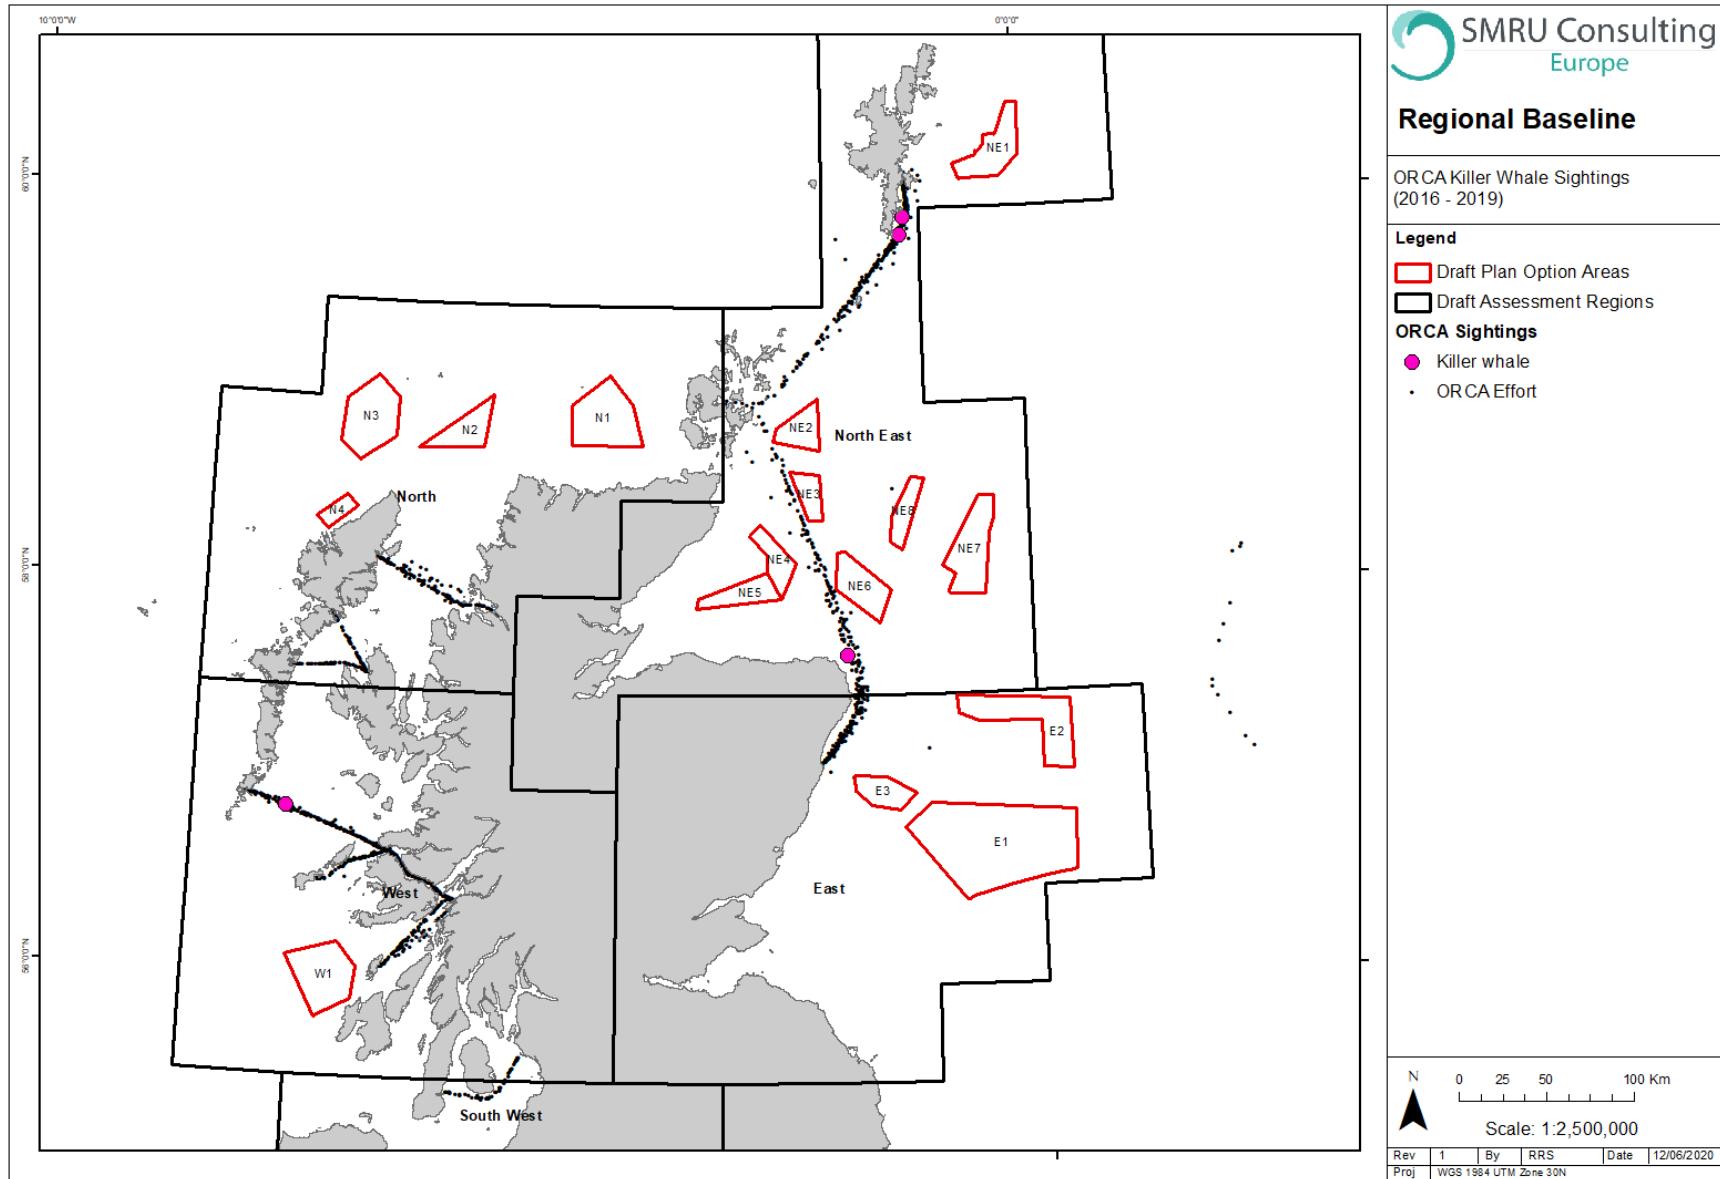 10°0'0"W
0°0'0"
60°0'0"N
58°0'0"N
56°0'0"N
NE1
N3
N2
N1
NE2
North East
North
N4
NE3
NE8
NE7
NE4
NE5
NE6
E2
E3
E1
East
West
W1
South West
SMRU Consulting
Europe
Regional Baseline
ORCA Killer Whale Sightings
(2016 - 2019)
Legend
Draft Plan Option Areas
Draft Assessment Regions
ORCA Sightings
Killer whale
ORCA Effort
N
0 25 50 100 Km
Scale: 1:2,500,000
Rev 1 By RRS Date 12/06/2020
Proj WGS 1984 UTM Zone 30N